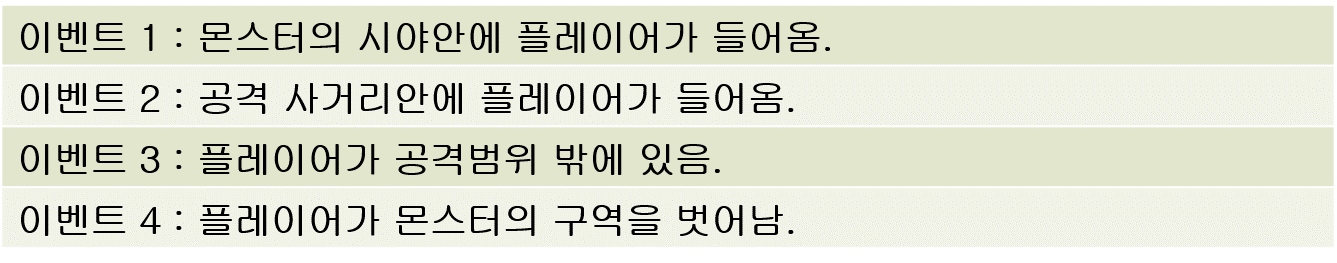 이벤트 1 : 몬스터의 시야안에 플레이어가 들어옴.
이벤트 2 : 공격 사거리안에 플레이어가 들어옴.
이벤트 3 : 플레이어가 공격범위 밖에 있음.
이벤트 4 : 플레이어가 몬스터의 구역을 벗어남.